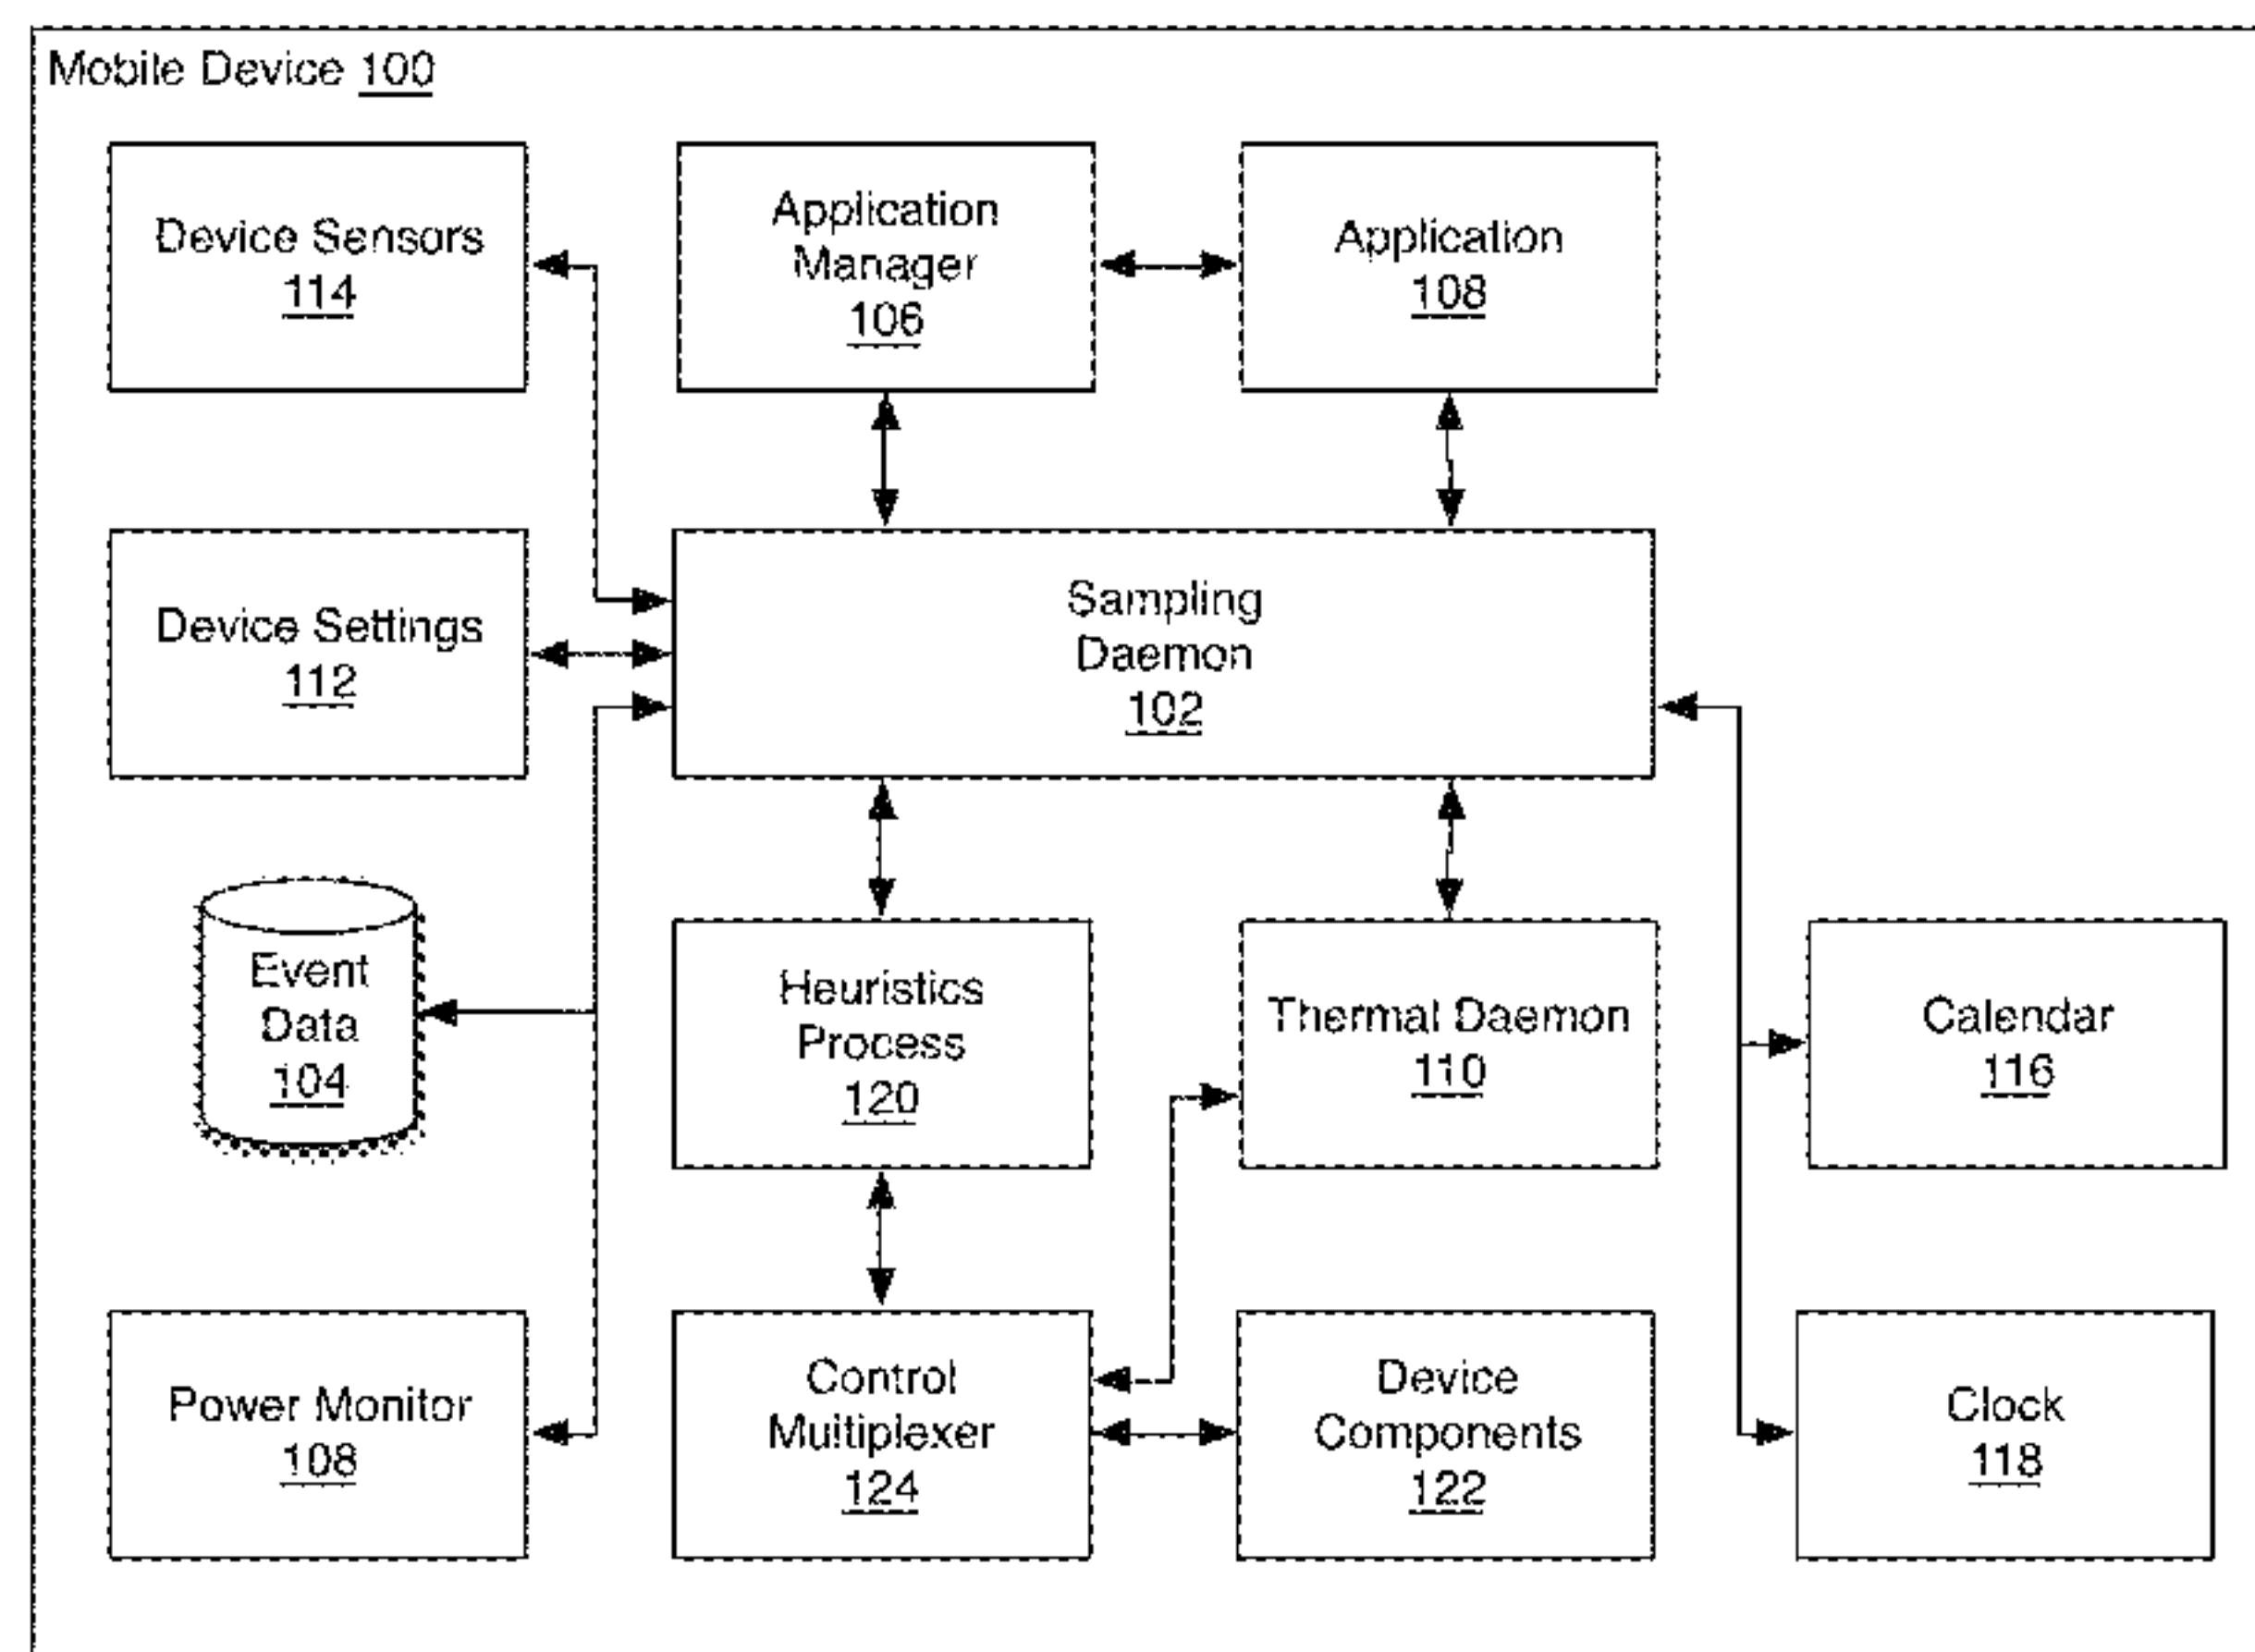 Mobile Device 100
Device Sensors
114
Application
Manager
106
Application
108
Device Settings
112
Sampling
Daemon
102
Event
Data
104
Heuristics
Process
120
Thermal Daemon
110
Calendar
116
Power Monitor
108
Control
Multiplexer
124
Device
Components
122
Clock
118